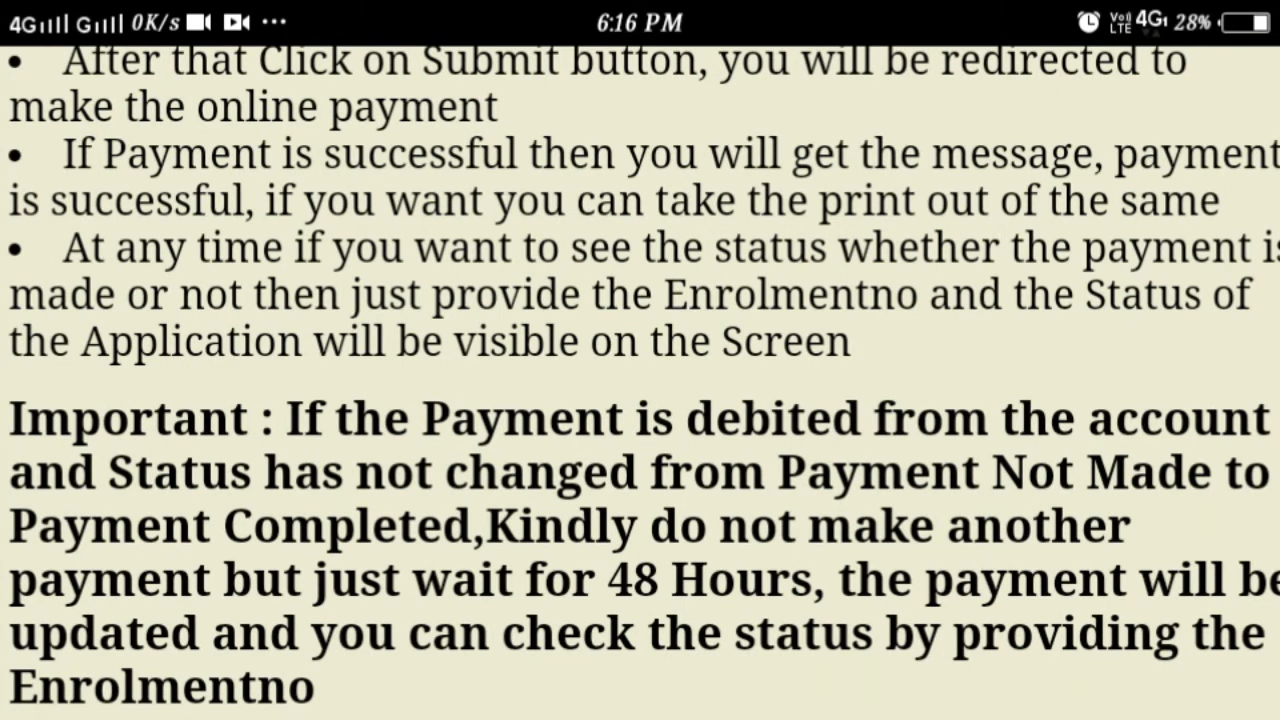 4G G 0K/s ... 6:16 PM Vo) LTE 4G 28%
• After that Click on Submit button, you will be redirected to
make the online payment
• If Payment is successful then you will get the message, payment
is successful, if you want you can take the print out of the same
• At any time if you want to see the status whether the payment is
made or not then just provide the Enrolmentno and the Status of
the Application will be visible on the Screen
Important : If the Payment is debited from the account
and Status has not changed from Payment Not Made to
Payment Completed,Kindly do not make another
payment but just wait for 48 Hours, the payment will be
updated and you can check the status by providing the
Enrolmentno